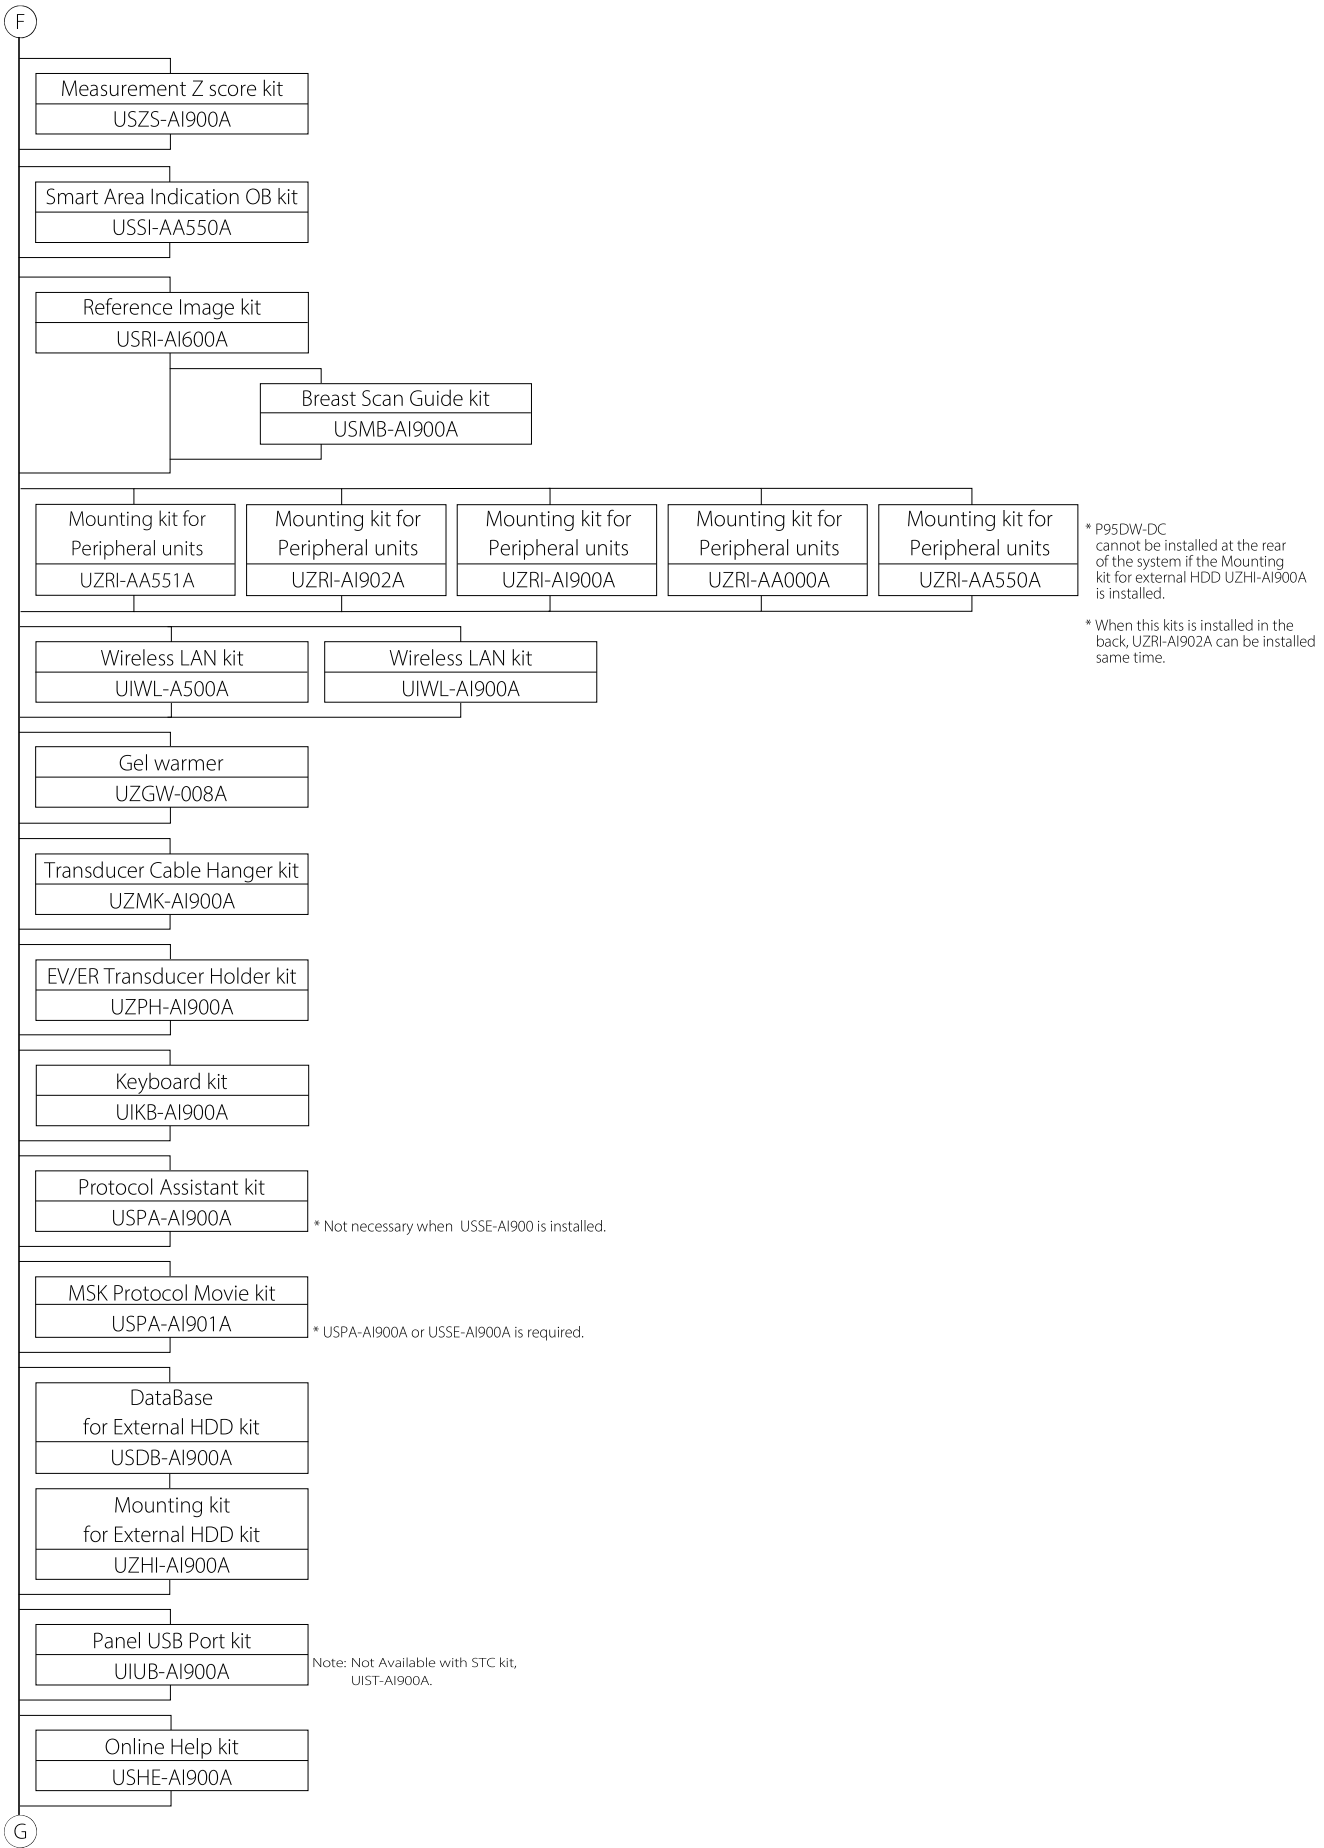 F
Measurement Z score kit
USZS-AI900A
Smart Area Indication OB kit
USSI-AA550A
Reference Image kit
USRI-AI600A
Breast Scan Guide kit
USMB-AI900A
Mounting kit for
Peripheral units
UZRI-AA551A
Mounting kit for
Peripheral units
UZRI-AI902A
Mounting kit for
Peripheral units
UZRI-AI900A
Mounting kit for
Peripheral units
UZRI-AA000A
Mounting kit for
Peripheral units
UZRI-AA550A
* P95DW-DC
cannot be installed at the rear
of the system if the Mounting
kit for external HDD UZHI-AI900A
is installed.
* When this kits is installed in the
back, UZRI-AI902A can be installed
same time.
Wireless LAN kit
UIWL-A500A
Wireless LAN kit
UIWL-AI900A
Gel warmer
UZGW-008A
Transducer Cable Hanger kit
UZMK-AI900A
EV/ER Transducer Holder kit
UZPH-AI900A
Keyboard kit
UIKB-AI900A
Protocol Assistant kit
USPA-AI900A
* Not necessary when USSE-AI900 is installed.
MSK Protocol Movie kit
USPA-AI901A
* USPA-AI900A or USSE-AI900A is required.
DataBase
for External HDD kit
USDB-AI900A
Mounting kit
for External HDD kit
UZHI-AI900A
Panel USB Port kit
UIUB-AI900A
Note: Not Available with STC kit,
UIST-AI900A.
Online Help kit
USHE-AI900A
G